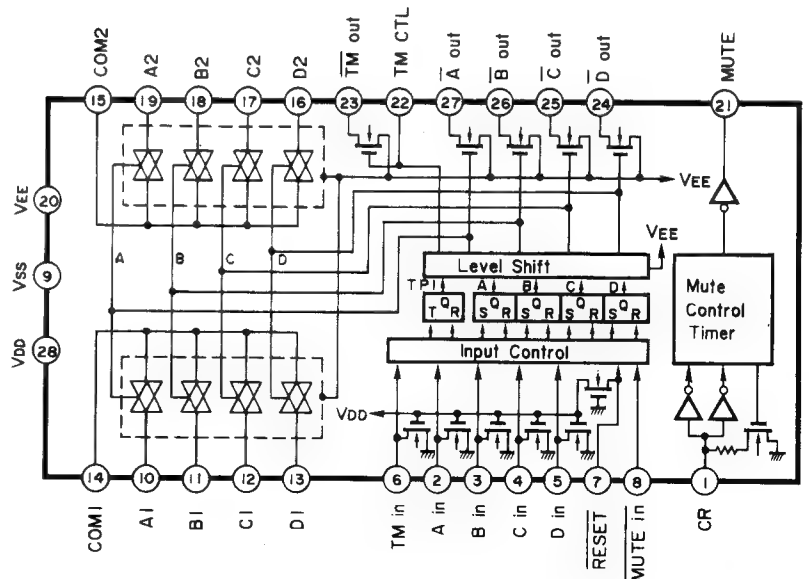 COM2 A2 B2 C2 D2 TM out TM CTL A out B out C out D out MUTE
15 19 18 17 16 23 22 27 26 25 24 21
VEE
20
VEE
VSS
9
A B C D
VEE
Level Shift
TP1 A B C D
T Q R S Q R S Q R S Q R S Q R
Mute
Control
Timer
VDD
28
Input Control
VDD
14 10 11 12 13 6 2 3 4 5 7 8 1
COM1 A1 B1 C1 D1 TM in A in B in C in D in RESET MUTE in CR